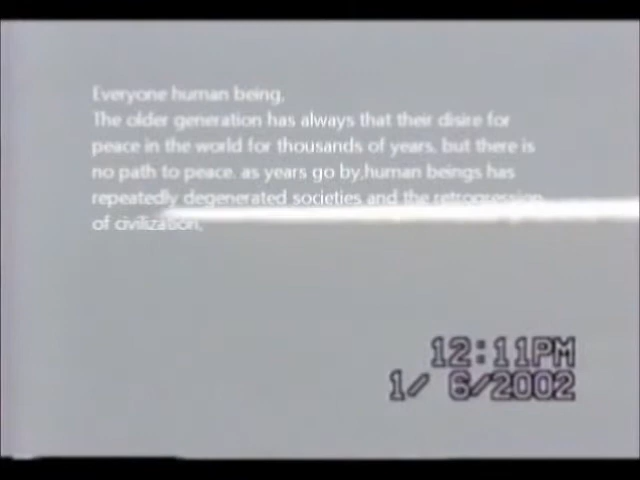 Everyone human being,
The older generation has always that their disire for
peace in the world for thousands of years. but there is
no path to peace. as years go by,human beings has
repeatedly degenerated societies and the retrogression
of civilization,
12:11PM
1/ 6/2002